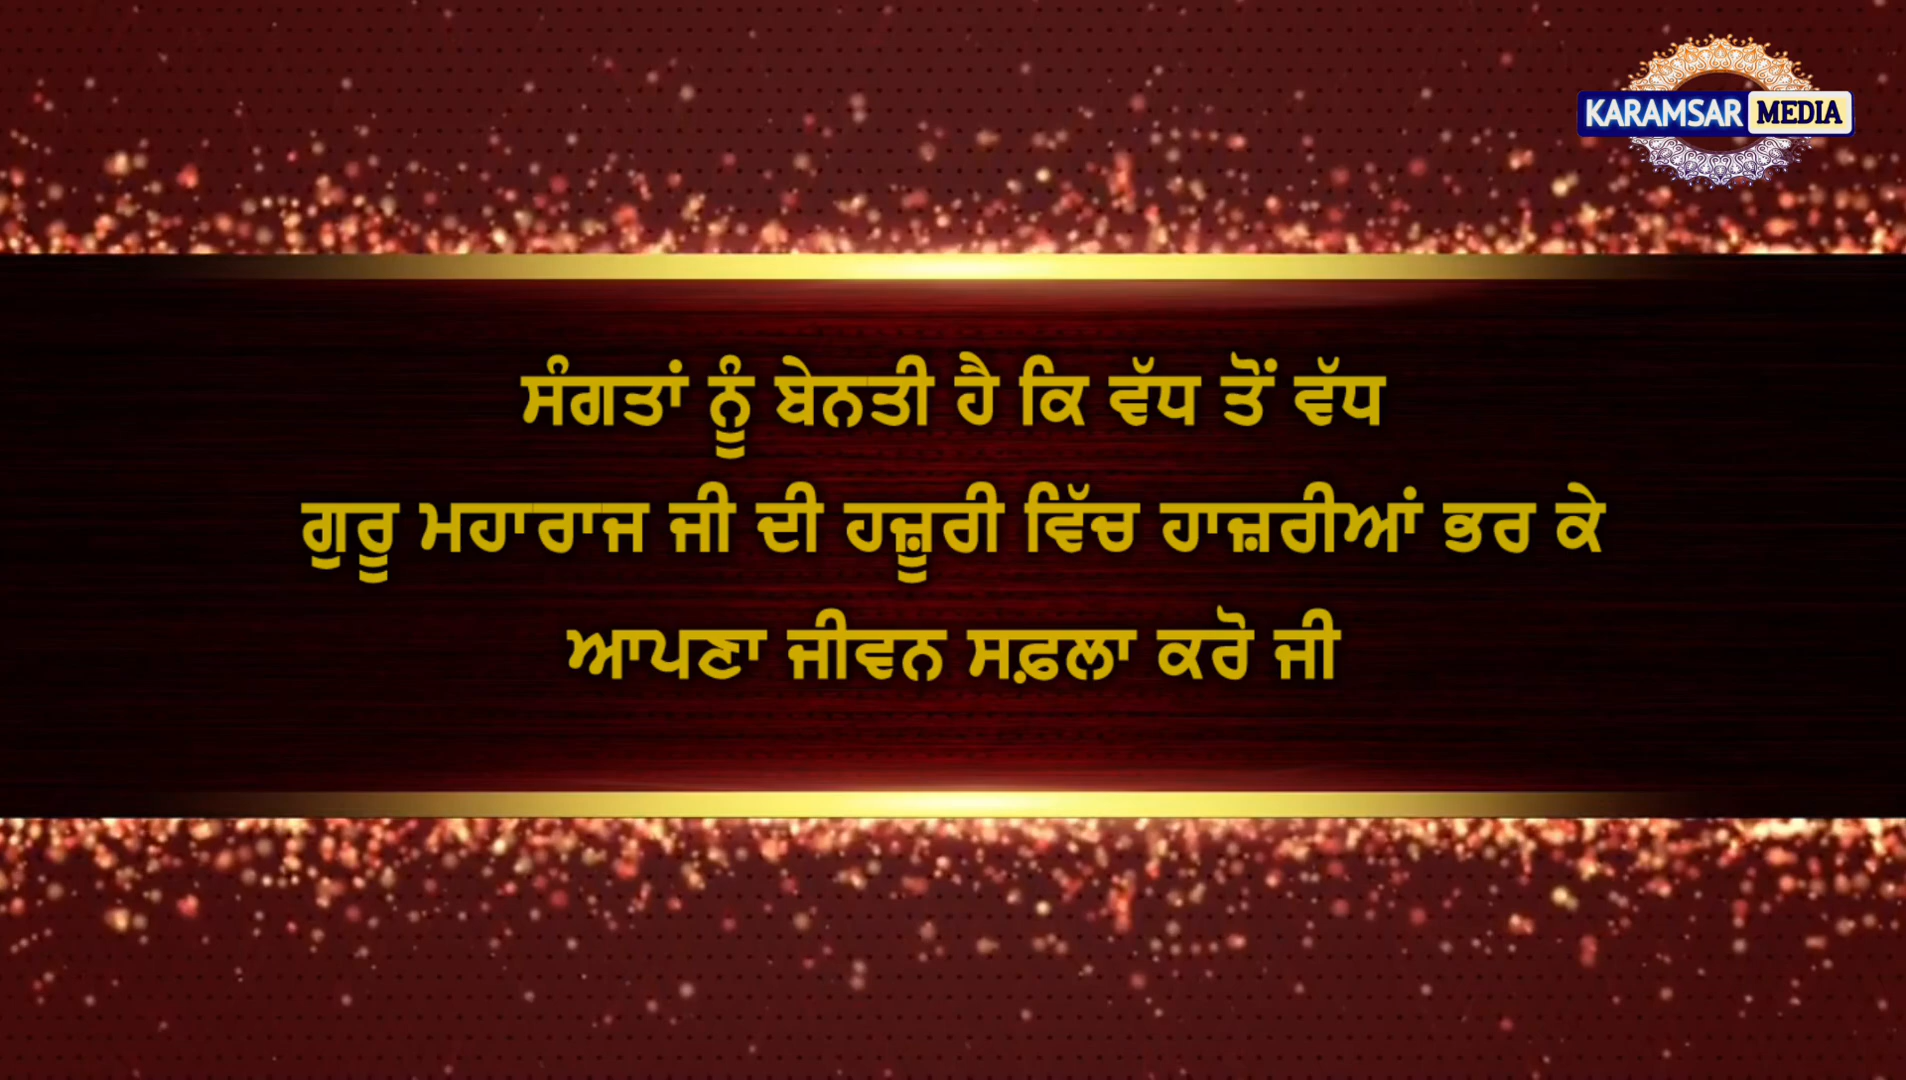 KARAMSAR MEDIA
ਸੰਗਤਾਂ ਨੂੰ ਬੇਨਤੀ ਹੈ ਕਿ ਵੱਧ ਤੋਂ ਵੱਧ
ਗੁਰੂ ਮਹਾਰਾਜ ਜੀ ਦੀ ਹਜ਼ੂਰੀ ਵਿੱਚ ਹਾਜ਼ਰੀਆਂ ਭਰ ਕੇ
ਆਪਣਾ ਜੀਵਨ ਸਫ਼ਲਾ ਕਰੋ ਜੀ